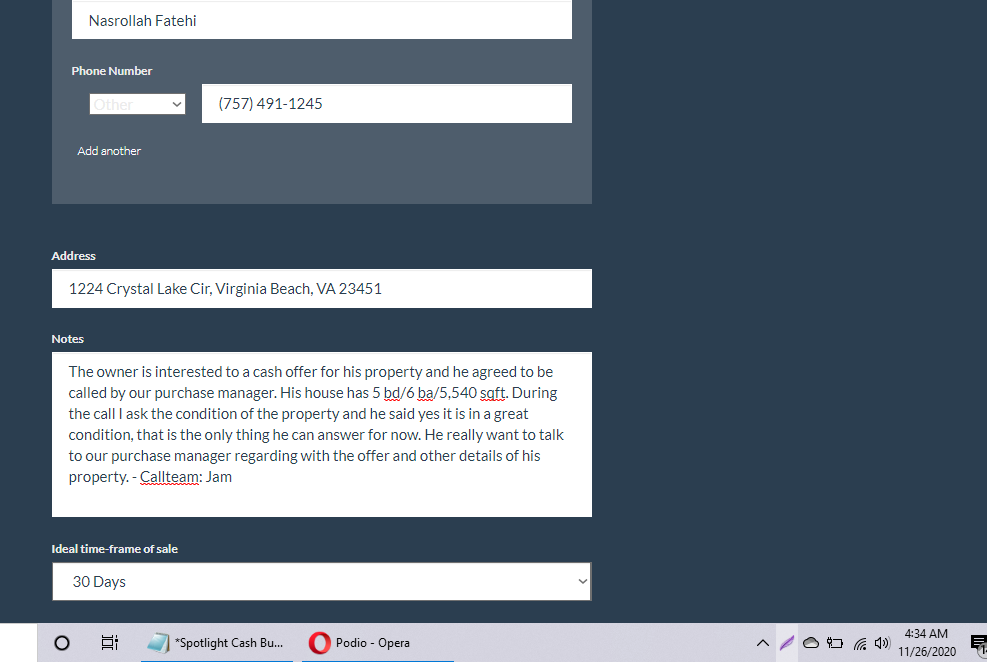 Nasrollah Fatehi
Phone Number
Other
(757) 491-1245
Add another
Address
1224 Crystal Lake Cir, Virginia Beach, VA 23451
Notes
The owner is interested to a cash offer for his property and he agreed to be
called by our purchase manager. His house has 5 bd/6 ba/5,540 sqft. During
the call I ask the condition of the property and he said yes it is in a great
condition, that is the only thing he can answer for now. He really want to talk
to our purchase manager regarding with the offer and other details of his
property. - Callteam: Jam
Ideal time-frame of sale
30 Days
*Spotlight Cash Bu...
Podio - Opera
4:34 AM
11/26/2020